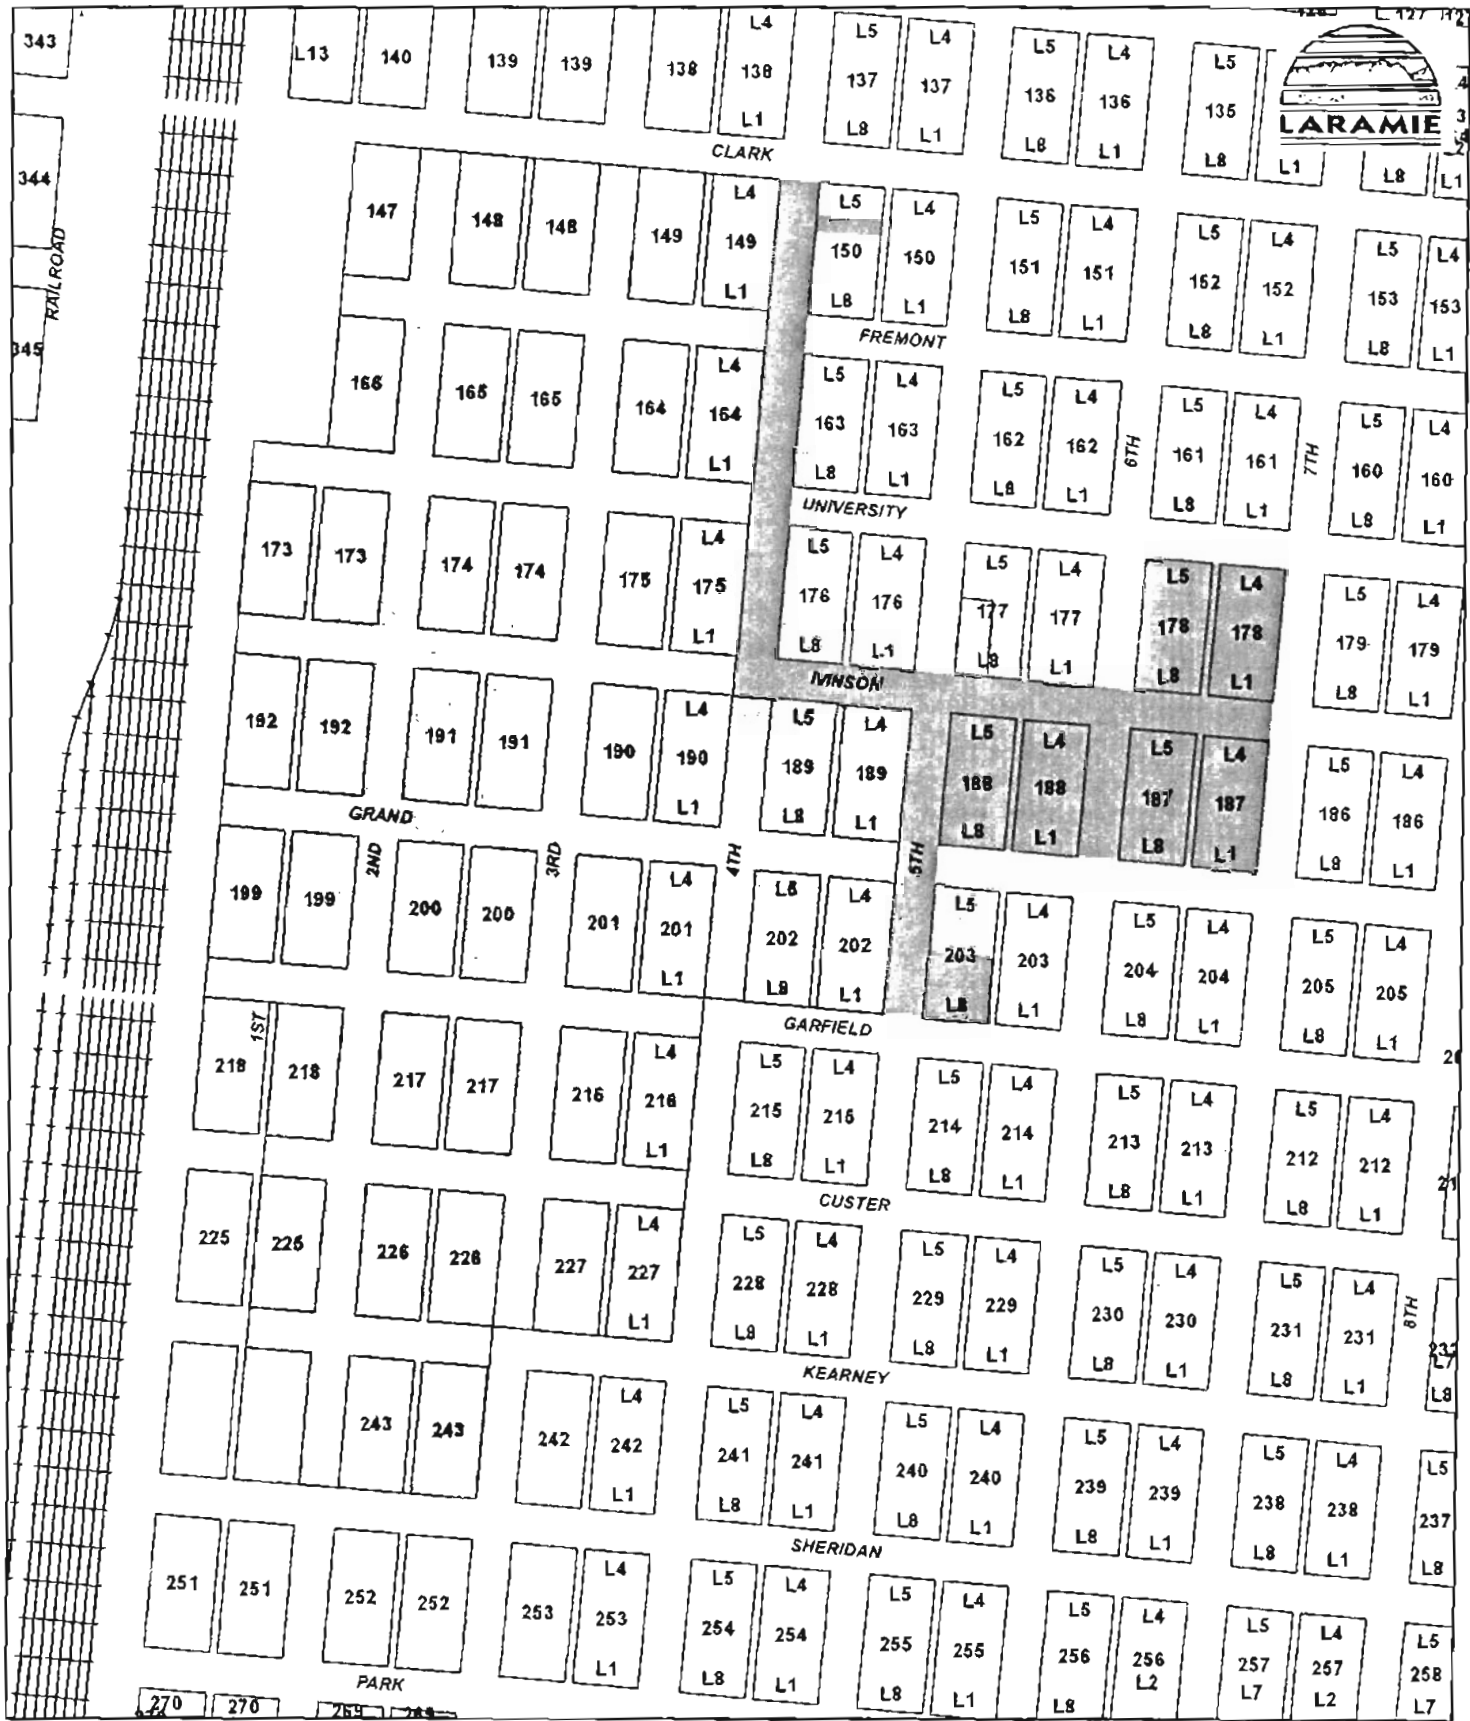 343
L13 140 139 139 138 L4 138 L1 L5 137 L8 L4 137 L1 L5 136 L8 L4 136 L1 L5 135 L8 L1 L8 L1
LARAMIE
CLARK
344
RAILROAD
345
147 148 148 149 L4 149 L1 L5 150 L8 L4 150 L1 L5 151 L8 L4 151 L1 L5 152 L8 L4 152 L1 L5 153 L8 L4 153 L1
FREMONT
166 165 165 164 L4 164 L1 L5 163 L8 L4 163 L1 L5 162 L8 L4 162 L1 6TH L5 161 L8 L4 161 L1 7TH L5 160 L8 L4 160 L1
UNIVERSITY
173 173 174 174 175 L4 175 L1 L5 176 L8 L4 176 L1 L5 177 L8 L4 177 L1 L5 178 L8 L4 178 L1 L5 179 L8 L4 179 L1
IVINSON
192 192 191 191 190 L4 190 L1 L5 189 L8 L4 189 L1 L5 188 L8 L4 188 L1 L5 187 L8 L4 187 L1 L5 186 L8 L4 186 L1
GRAND
199 199 2ND 200 200 3RD 201 L4 201 L1 4TH L5 202 L8 L4 202 L1 5TH L5 203 L8 L4 203 L1 L5 204 L8 L4 204 L1 L5 205 L8 L4 205 L1
GARFIELD
218 1ST 218 217 217 216 L4 216 L1 L5 215 L8 L4 215 L1 L5 214 L8 L4 214 L1 L5 213 L8 L4 213 L1 L5 212 L8 L4 212 L1
CUSTER
225 225 226 226 227 L4 227 L1 L5 228 L8 L4 228 L1 L5 229 L8 L4 229 L1 L5 230 L8 L4 230 L1 L5 231 L8 L4 231 L1 8TH 232 L7 L8
KEARNEY
243 243 242 L4 242 L1 L5 241 L8 L4 241 L1 L5 240 L8 L4 240 L1 L5 239 L8 L4 239 L1 L5 238 L8 L4 238 L1 L5 237 L8
SHERIDAN
251 251 252 252 253 L4 253 L1 L5 254 L8 L4 254 L1 L5 255 L8 L4 255 L1 L5 256 L8 L4 256 L2 L5 257 L7 L4 257 L2 L5 258 L7
PARK
270 270 269 269